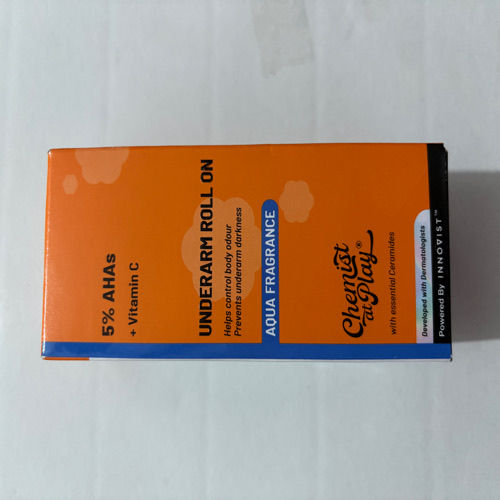 5% AHAs
+ Vitamin C
UNDERARM ROLL ON
Helps control body odour
Prevents underarm darkness
AQUA FRAGRANCE
Chemist
at Play®
with essential Ceramides
Developed with Dermatologists
Powered By INNOVIST™